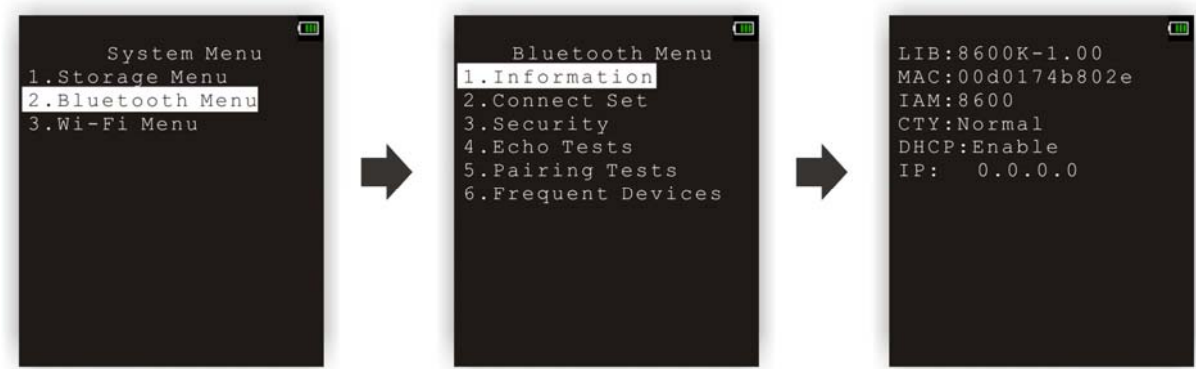 System Menu
1.Storage Menu
2.Bluetooth Menu
3.Wi-Fi Menu
Bluetooth Menu
1.Information
2.Connect Set
3.Security
4.Echo Tests
5.Pairing Tests
6.Frequent Devices
LIB:8600K-1.00
MAC:00d0174b802e
IAM:8600
CTY:Normal
DHCP:Enable
IP: 0.0.0.0